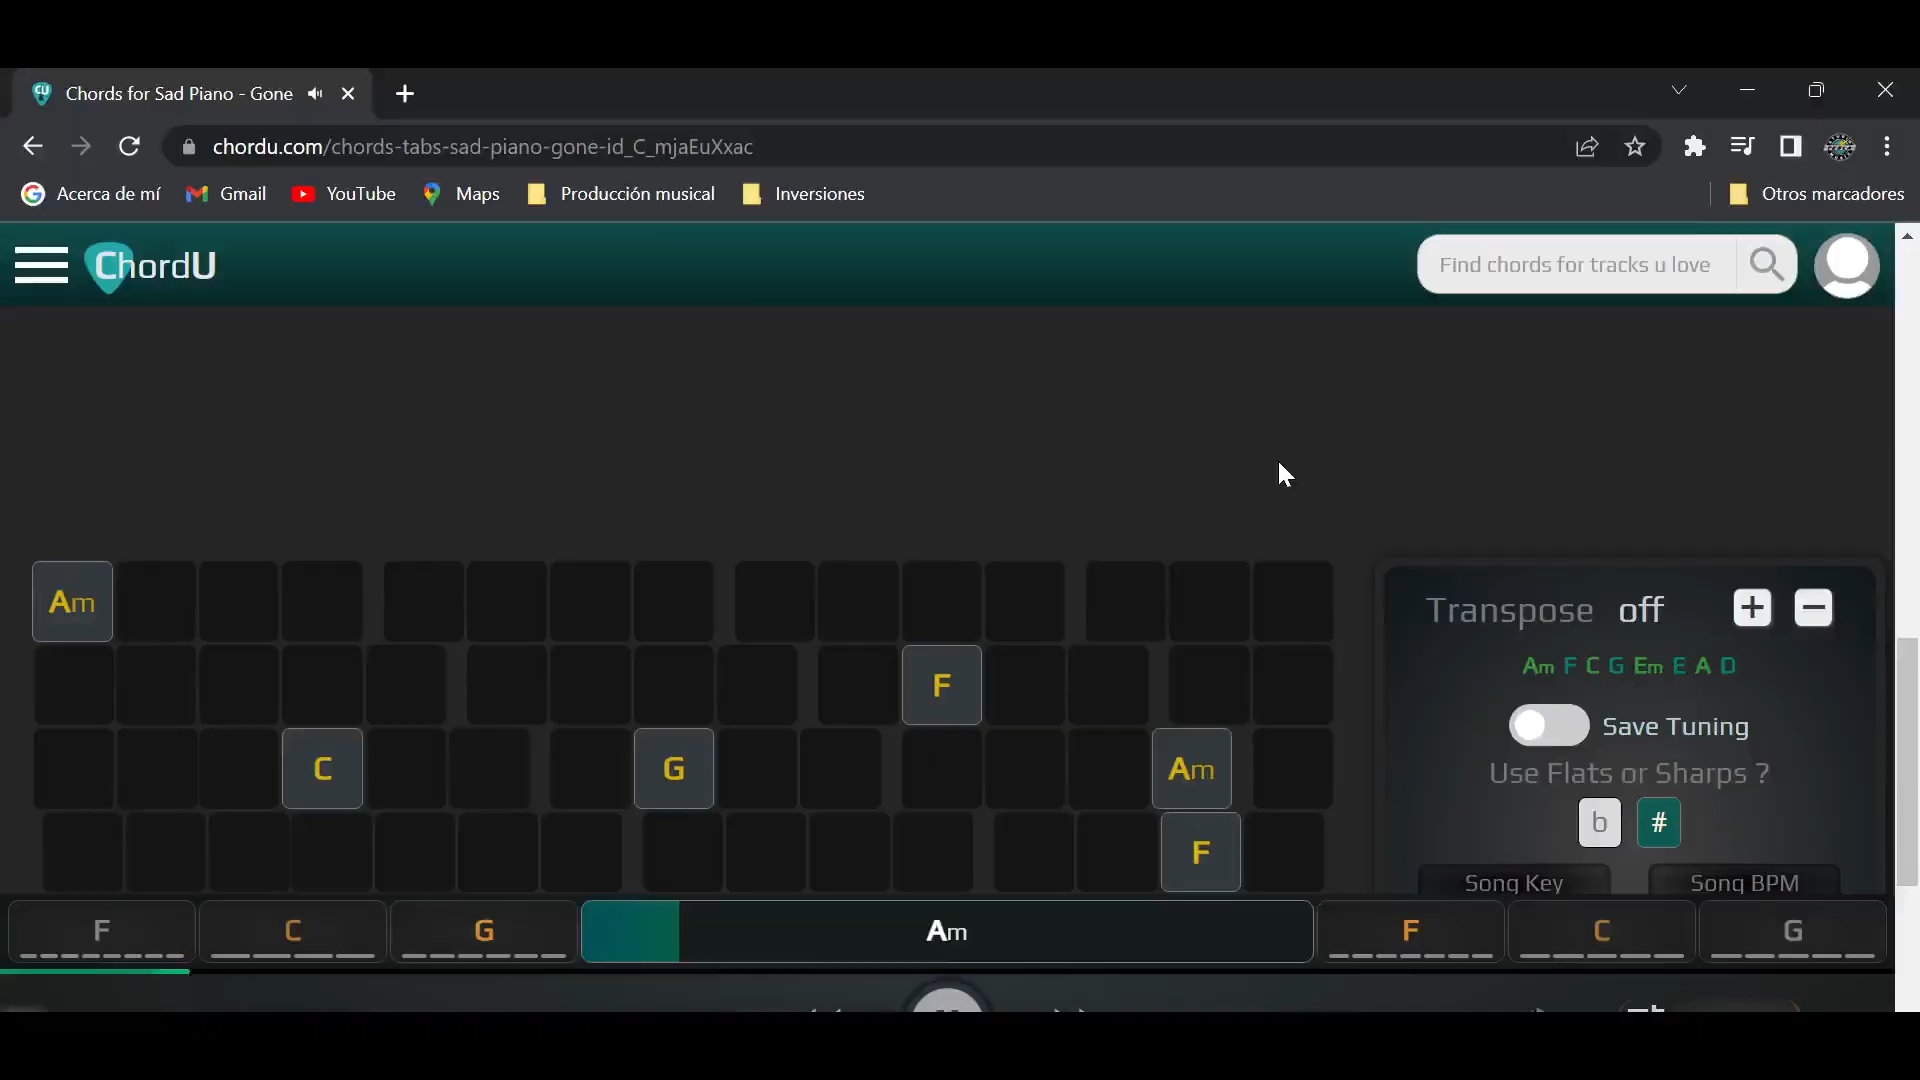 Chords for Sad Piano - Gone
chordu.com/chords-tabs-sad-piano-gone-id_C_mjaEuXxac
Acerca de mí Gmail YouTube Maps Producción musical Inversiones Otros marcadores
ChordU Find chords for tracks u love
Am
F
C G Am
F
Transpose off + −
Am F C G Em E A D
Save Tuning
Use Flats or Sharps ?
b #
Song Key Song BPM
F C G Am F C G